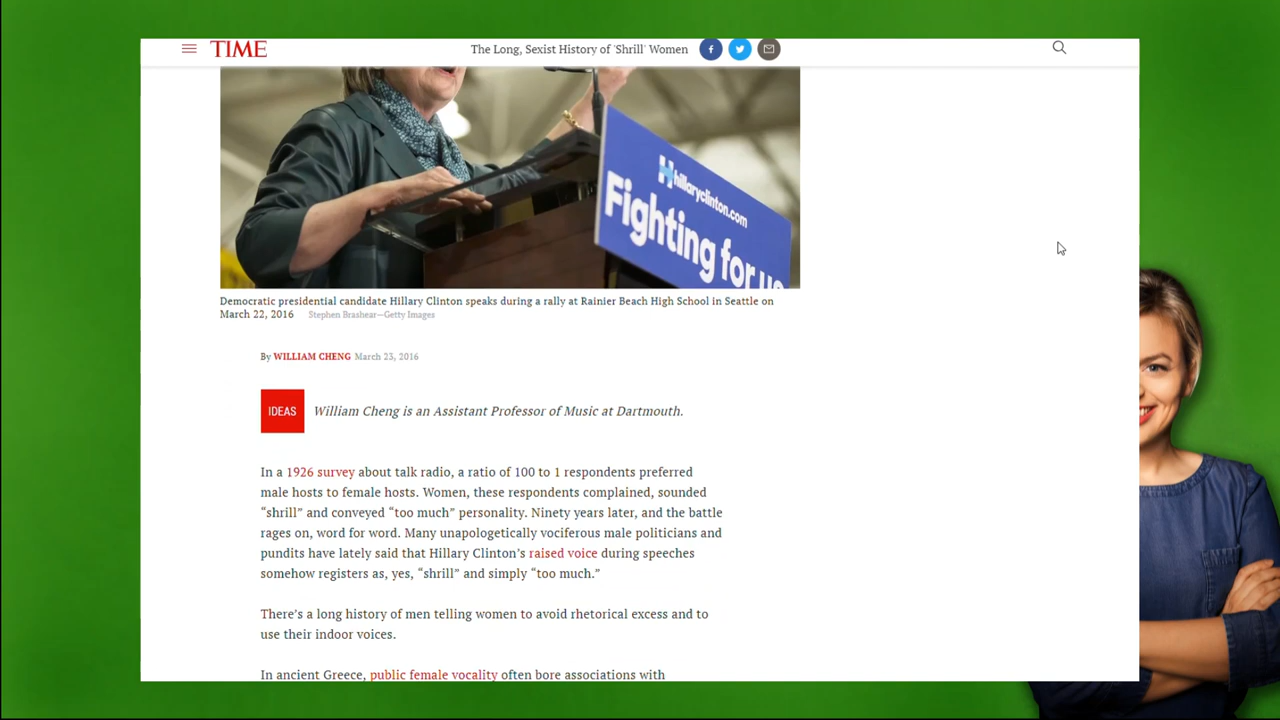 TIME
The Long, Sexist History of 'Shrill' Women
hillaryclinton.com
Fighting for us
Democratic presidential candidate Hillary Clinton speaks during a rally at Rainier Beach High School in Seattle on
March 22, 2016 Stephen Brashear—Getty Images
By WILLIAM CHENG March 23, 2016
IDEAS
William Cheng is an Assistant Professor of Music at Dartmouth.
In a 1926 survey about talk radio, a ratio of 100 to 1 respondents preferred
male hosts to female hosts. Women, these respondents complained, sounded
“shrill” and conveyed “too much” personality. Ninety years later, and the battle
rages on, word for word. Many unapologetically vociferous male politicians and
pundits have lately said that Hillary Clinton’s raised voice during speeches
somehow registers as, yes, “shrill” and simply “too much.”
There’s a long history of men telling women to avoid rhetorical excess and to
use their indoor voices.
In ancient Greece, public female vocality often bore associations with